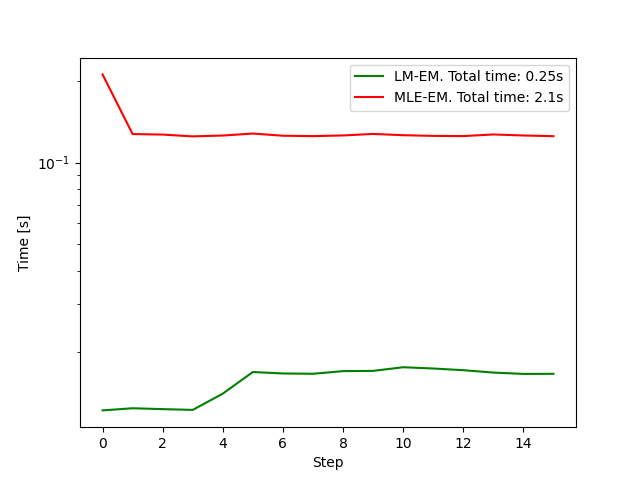 LM-EM. Total time: 0.25s
MLE-EM. Total time: 2.1s
10⁻¹
Time [s]
0 2 4 6 8 10 12 14
Step